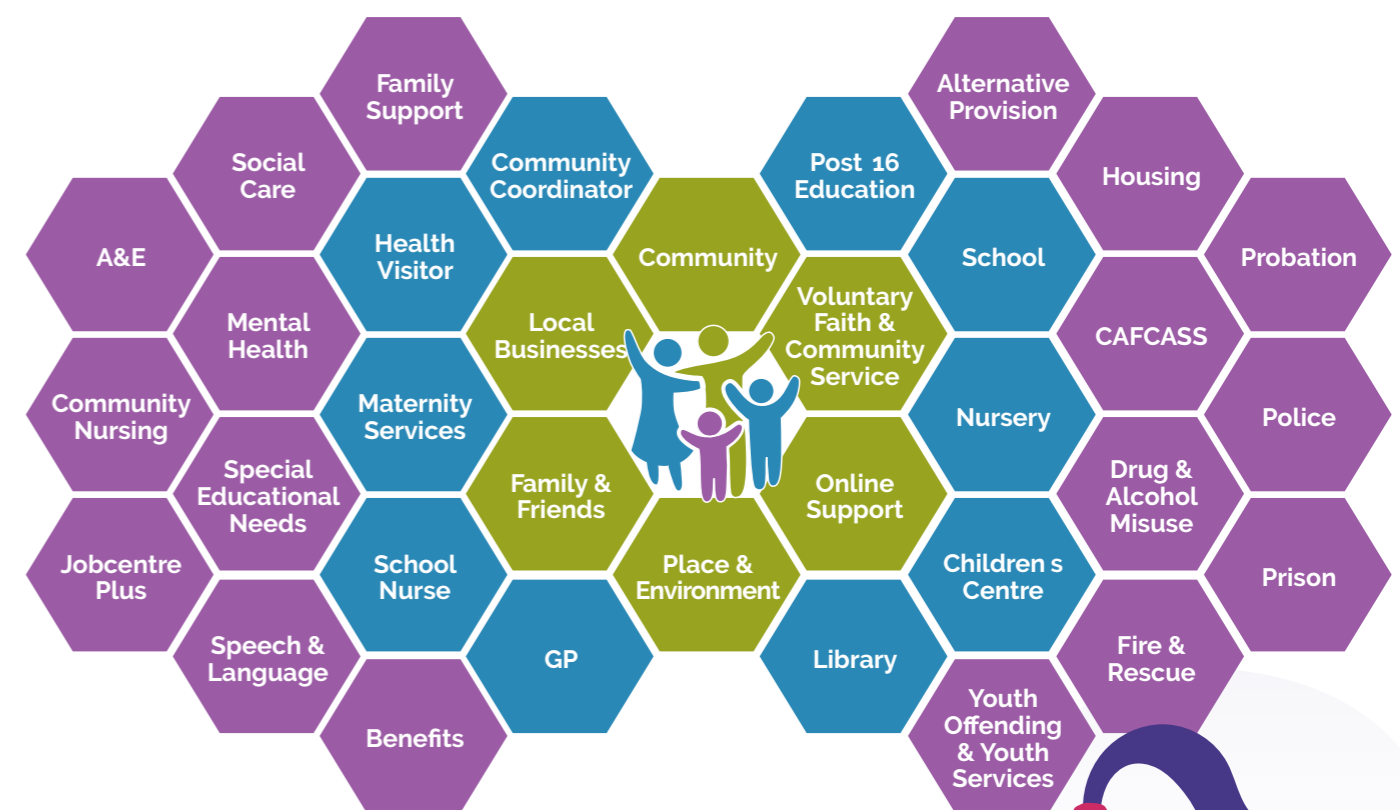 Family
Support
Alternative
Provision
Social
Care
Community
Coordinator
Post 16
Education
Housing
A&E
Health
Visitor
Community
School
Probation
Mental
Health
Local
Businesses
Voluntary
Faith &
Community
Service
CAFCASS
Community
Nursing
Maternity
Services
Nursery
Police
Special
Educational
Needs
Family &
Friends
Online
Support
Drug &
Alcohol
Misuse
Jobcentre
Plus
School
Nurse
Place &
Environment
Children s
Centre
Prison
Speech &
Language
GP
Library
Fire &
Rescue
Benefits
Youth
Offending
& Youth
Services